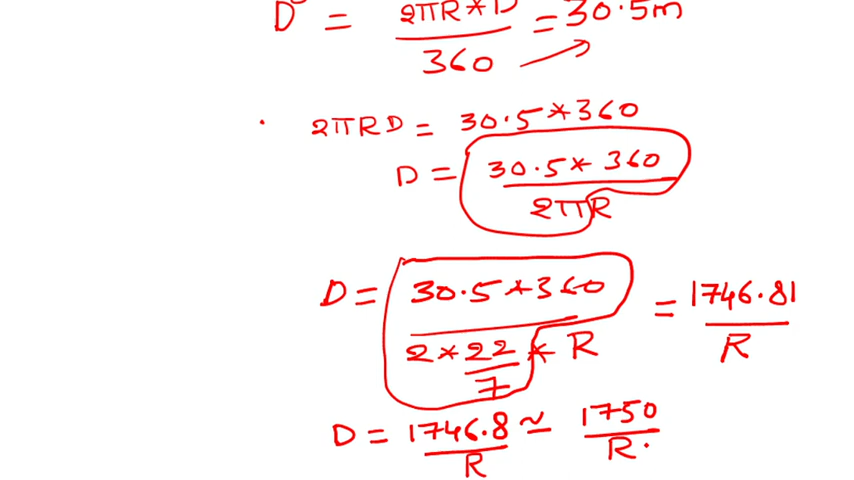 D° = 2πR*D / 360 = 30.5m
2πRD = 30.5*360
D = 30.5*360 / 2πR
D = 30.5*360 / 2*22/7*R = 1746.81 / R
D = 1746.8 / R ≃ 1750 / R.